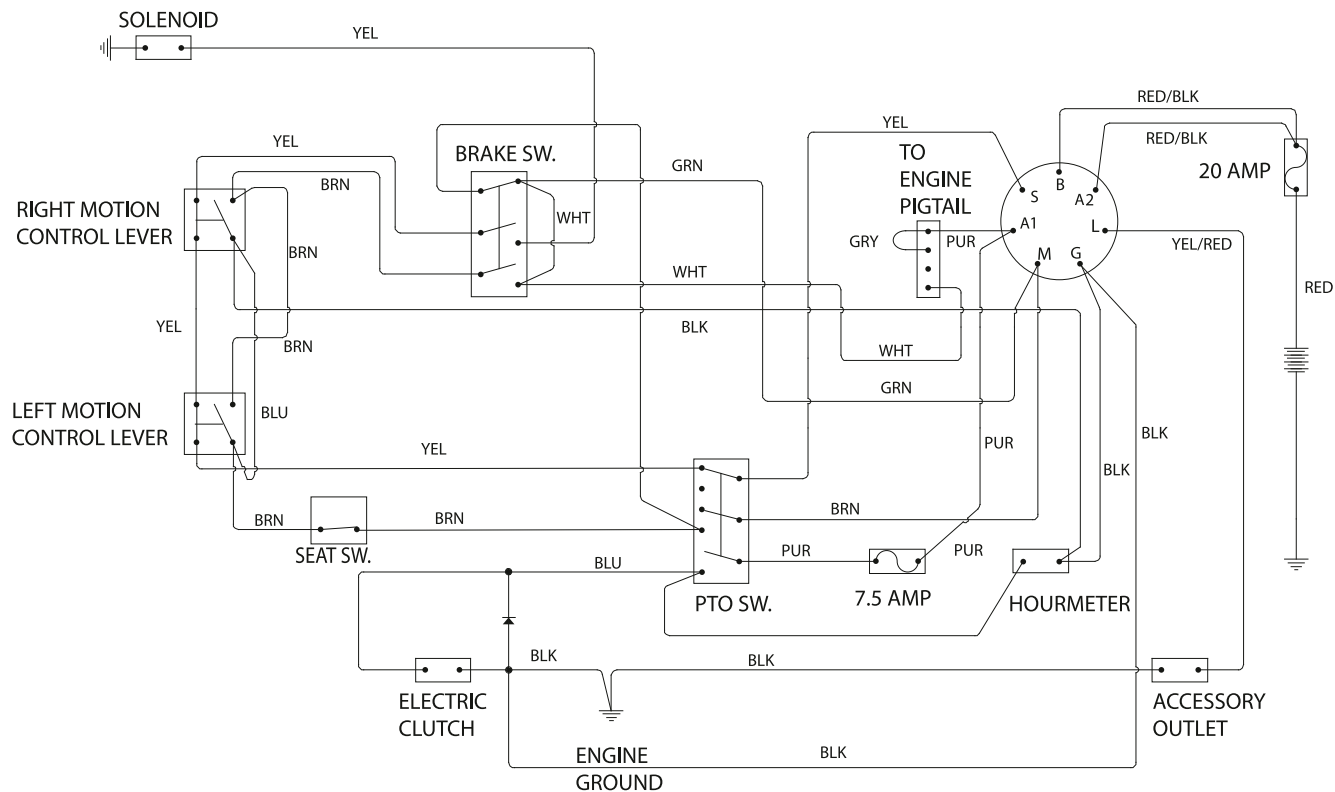 SOLENOID
YEL
RED/BLK
YEL
RED/BLK
YEL
BRAKE SW.
GRN
TO
ENGINE
PIGTAIL
20 AMP
BRN
S
B
A2
RIGHT MOTION
CONTROL LEVER
WHT
A1
L
BRN
GRY
PUR
YEL/RED
M
G
WHT
RED
YEL
BLK
BRN
WHT
GRN
LEFT MOTION
CONTROL LEVER
BLU
BLK
YEL
PUR
BLK
BRN
BRN
BRN
SEAT SW.
BLU
PUR
PUR
PTO SW.
7.5 AMP
HOURMETER
BLK
BLK
ELECTRIC
CLUTCH
ACCESSORY
OUTLET
ENGINE
GROUND
BLK